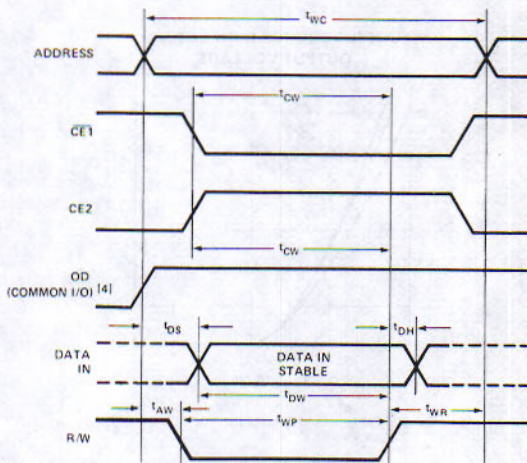 tWC
ADDRESS
tCW
CE1
CE2
tCW
OD
(COMMON I/O) [4]
tDS
tDH
DATA
IN
DATA IN
STABLE
tDW
tAW
tWP
tWR
R/W